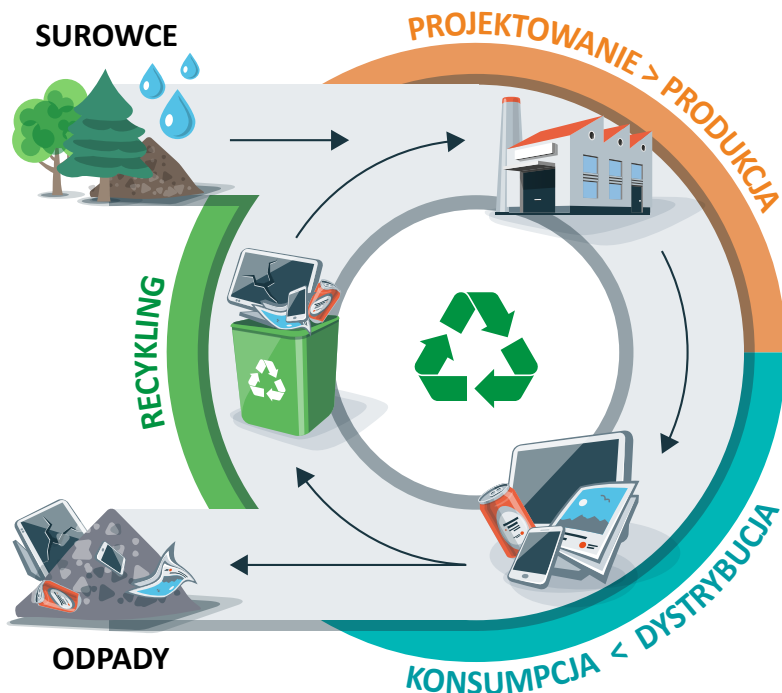 SUROWCE
PROJEKTOWANIE > PRODUKCJA
RECYKLING
KONSUMPCJA < DYSTRYBUCJA
ODPADY